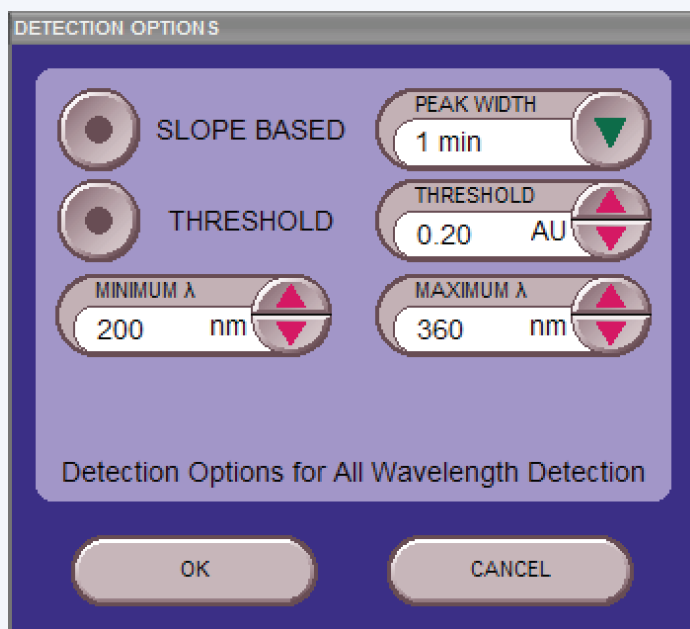 DETECTION OPTIONS
SLOPE BASED
PEAK WIDTH
1 min
THRESHOLD
THRESHOLD
0.20 AU
MINIMUM λ
200 nm
MAXIMUM λ
360 nm
Detection Options for All Wavelength Detection
OK
CANCEL